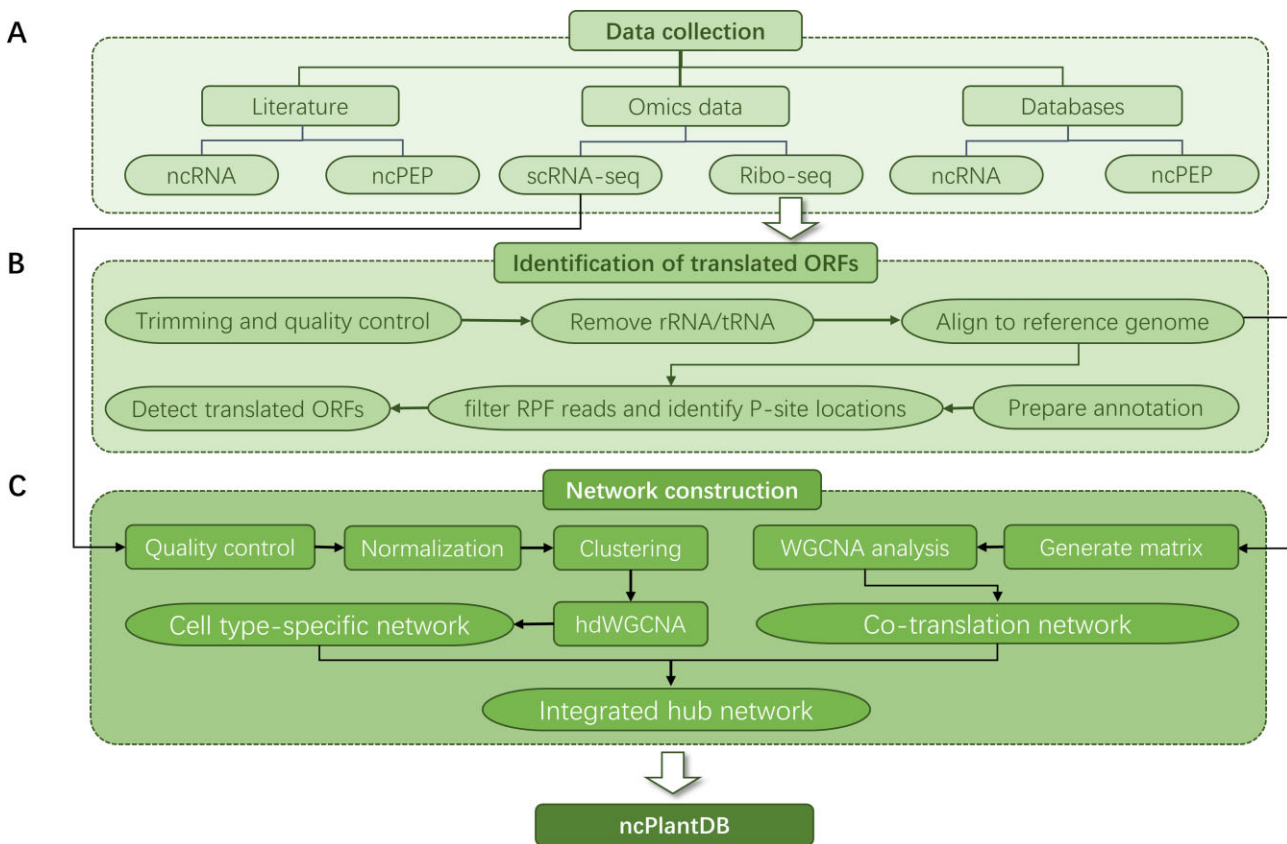 A
Data collection
Literature
Omics data
Databases
ncRNA
ncPEP
scRNA-seq
Ribo-seq
ncRNA
ncPEP
B
Identification of translated ORFs
Trimming and quality control
Remove rRNA/tRNA
Align to reference genome
Detect translated ORFs
filter RPF reads and identify P-site locations
Prepare annotation
C
Network construction
Quality control
Normalization
Clustering
WGCNA analysis
Generate matrix
Cell type-specific network
hdWGCNA
Co-translation network
Integrated hub network
ncPlantDB